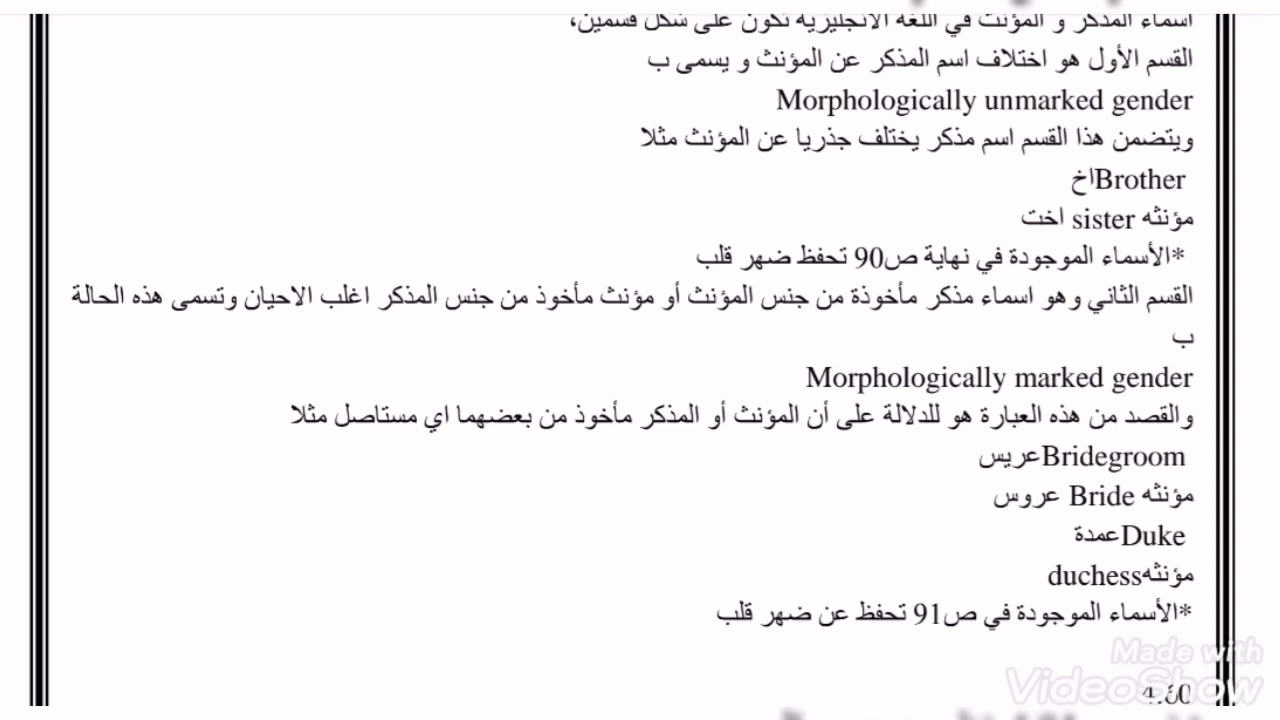 اسماء المذكر و المؤنث في اللغة الانجليزية تكون على شكل قسمين،
القسم الأول هو اختلاف اسم المذكر عن المؤنث و يسمى ب
Morphologically unmarked gender
ويتضمن هذا القسم اسم مذكر يختلف جذريا عن المؤنث مثلا
Brotherاخ
مؤنثه sister اخت
*الأسماء الموجودة في نهاية ص90 تحفظ ضهر قلب
القسم الثاني وهو اسماء مذكر مأخوذة من جنس المؤنث أو مؤنث مأخوذ من جنس المذكر اغلب الاحيان وتسمى هذه الحالة
ب
Morphologically marked gender
والقصد من هذه العبارة هو للدلالة على أن المؤنث أو المذكر مأخوذ من بعضهما اي مستاصل مثلا
Bridegroomعريس
مؤنثه Bride عروس
Dukeعمدة
مؤنثهduchess
*الأسماء الموجودة في ص91 تحفظ عن ضهر قلب
Made with
VideoShow
4.60